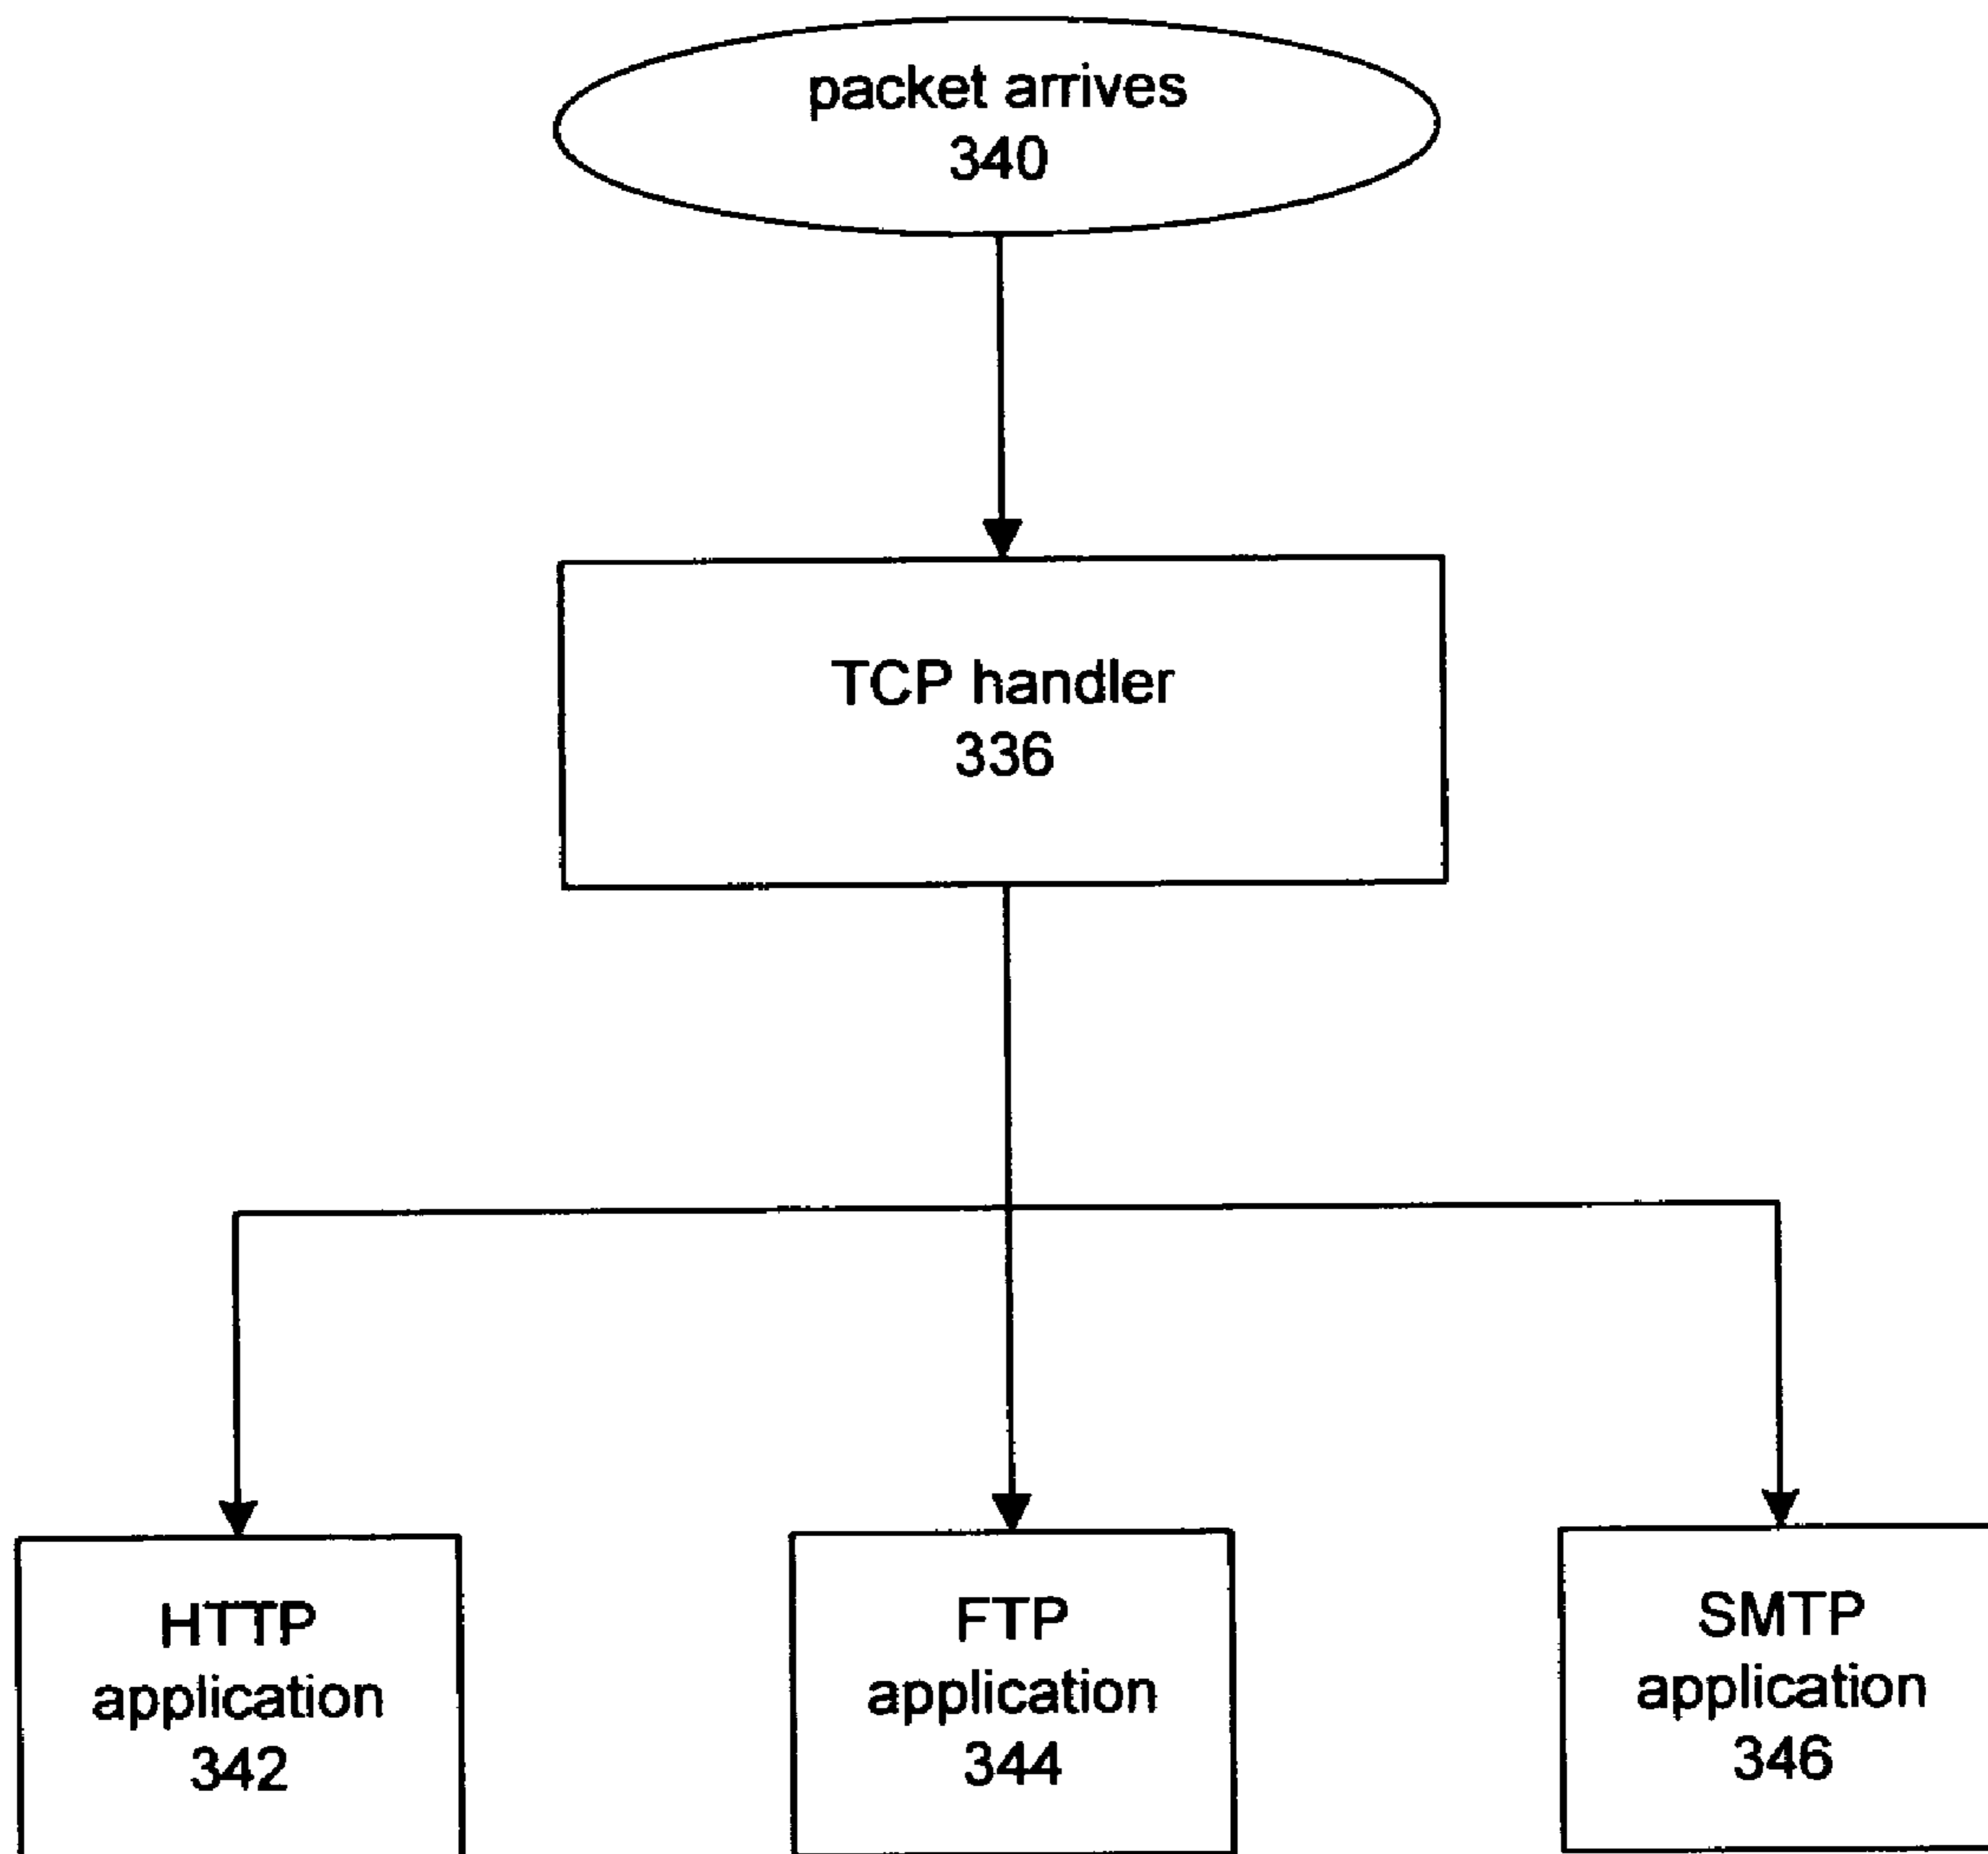 packet arrives
340
TCP handler
336
HTTP
application
342
FTP
application
344
SMTP
application
346